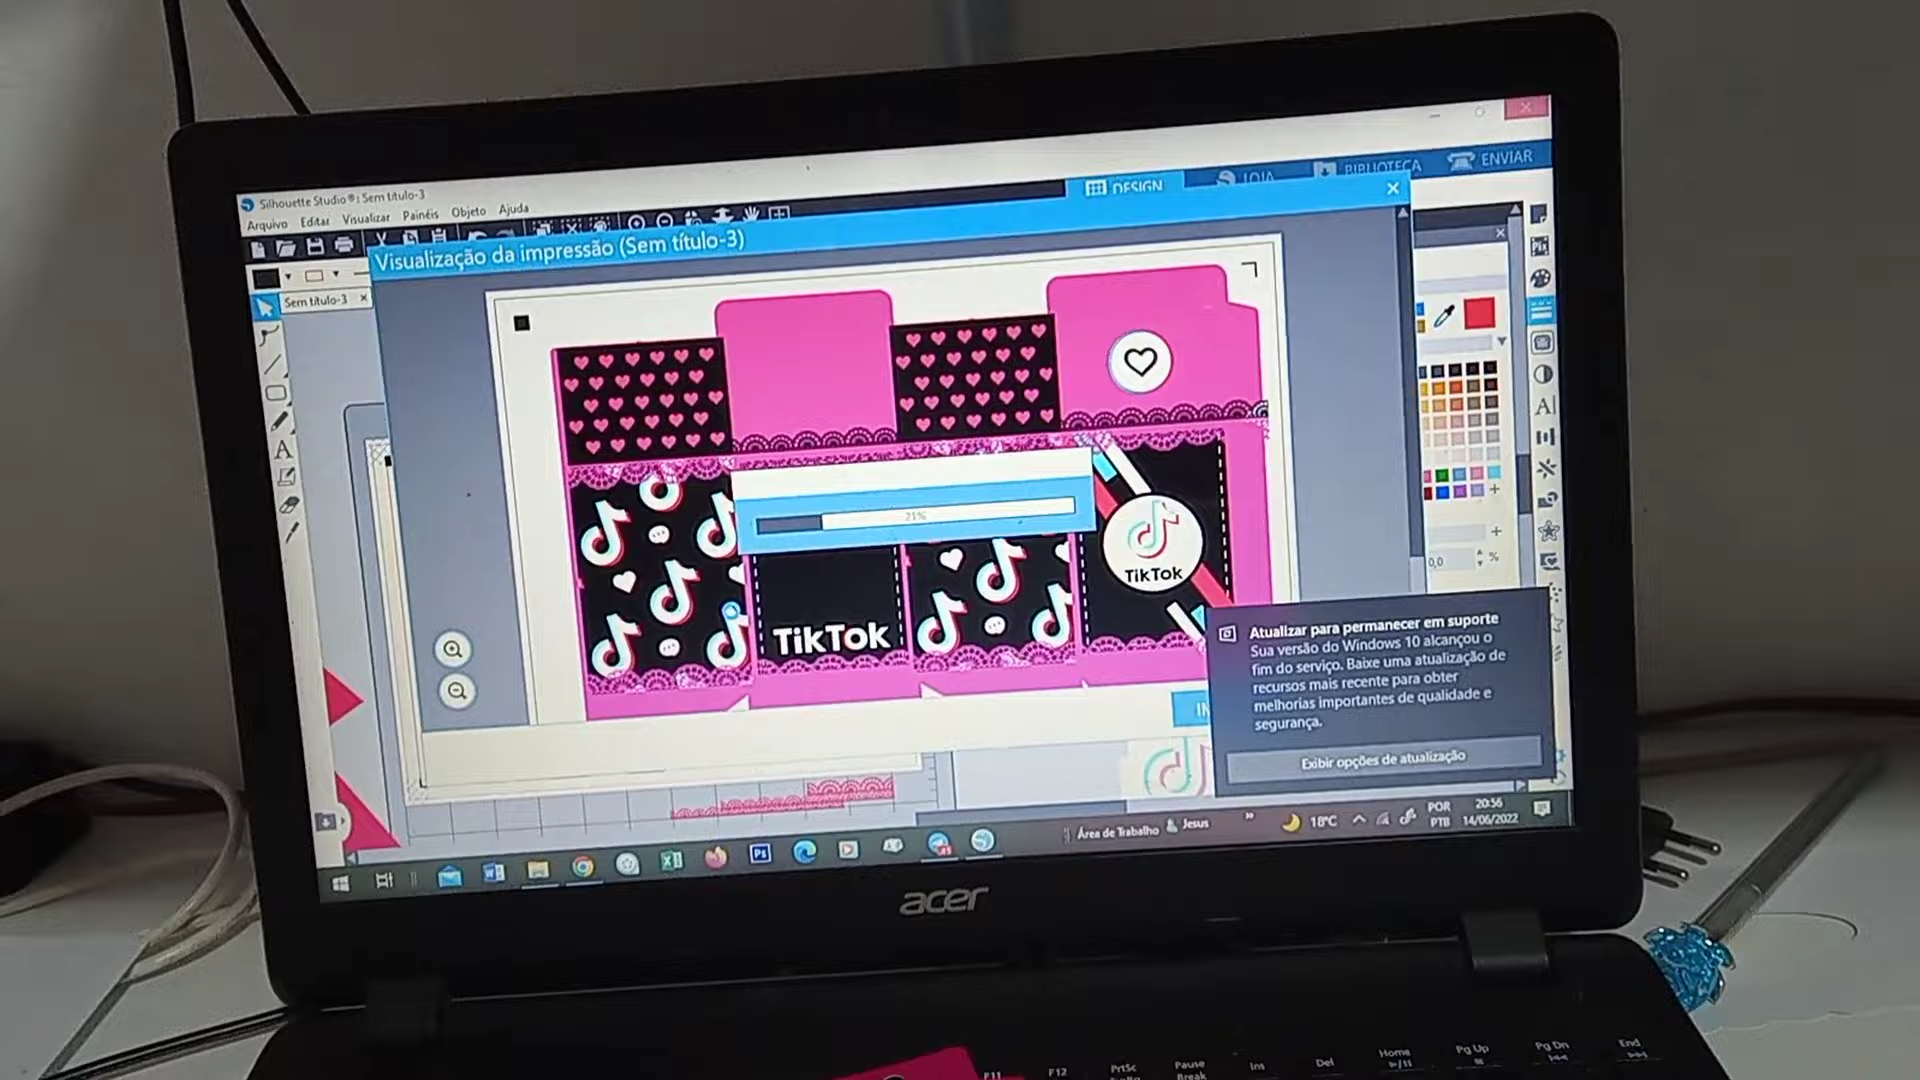 Silhouette Studio®: Sem título-3
Arquivo Editar Visualizar Painéis Objeto Ajuda
DESIGN LOJA BIBLIOTECA ENVIAR
Visualização da impressão (Sem título-3)
Sem título-3
21%
TikTok
TikTok
Atualizar para permanecer em suporte
Sua versão do Windows 10 alcançou o
fim do serviço. Baixe uma atualização de
recursos mais recente para obter
melhorias importantes de qualidade e
segurança.
Exibir opções de atualização
Área de Trabalho Jesus
18°C
POR
PTB
20:56
14/06/2022
acer
F11 F12 PrtSc Pause Break Ins Del Home Pg Up Pg Dn End